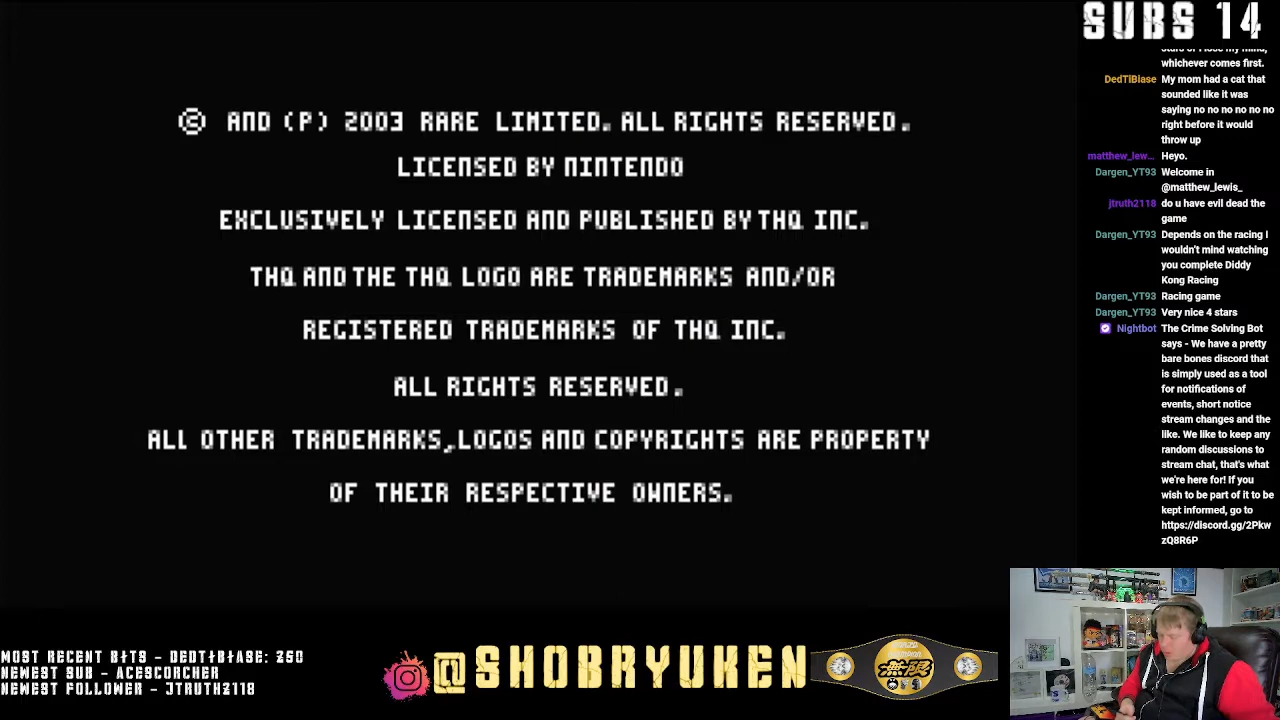 SUBS 14
© AND (P) 2003 RARE LIMITED. ALL RIGHTS RESERVED.
LICENSED BY NINTENDO
EXCLUSIVELY LICENSED AND PUBLISHED BY THQ INC.
THQ AND THE THQ LOGO ARE TRADEMARKS AND/OR
REGISTERED TRADEMARKS OF THQ INC.
ALL RIGHTS RESERVED.
ALL OTHER TRADEMARKS,LOGOS AND COPYRIGHTS ARE PROPERTY
OF THEIR RESPECTIVE OWNERS.
whichever comes first.
DedTiBiase My mom had a cat that
sounded like it was
saying no no no no no no
right before it would
throw up
matthew_lew... Heyo.
Dargen_YT93 Welcome in
@matthew_lewis_
jtruth2118 do u have evil dead the
game
Dargen_YT93 Depends on the racing I
wouldn't mind watching
you complete Diddy
Kong Racing
Dargen_YT93 Racing game
Dargen_YT93 Very nice 4 stars
Nightbot The Crime Solving Bot
says - We have a pretty
bare bones discord that
is simply used as a tool
for notifications of
events, short notice
stream changes and the
like. We like to keep any
random discussions to
stream chat, that's what
we're here for! If you
wish to be part of it to be
kept informed, go to
https://discord.gg/2Pkw
zQ8R6P
MOST RECENT BITS - DEDTIBIASE: 250
NEWEST SUB - ACESCORCHER
NEWEST FOLLOWER - JTRUTH2118
@SHOBRYUKEN